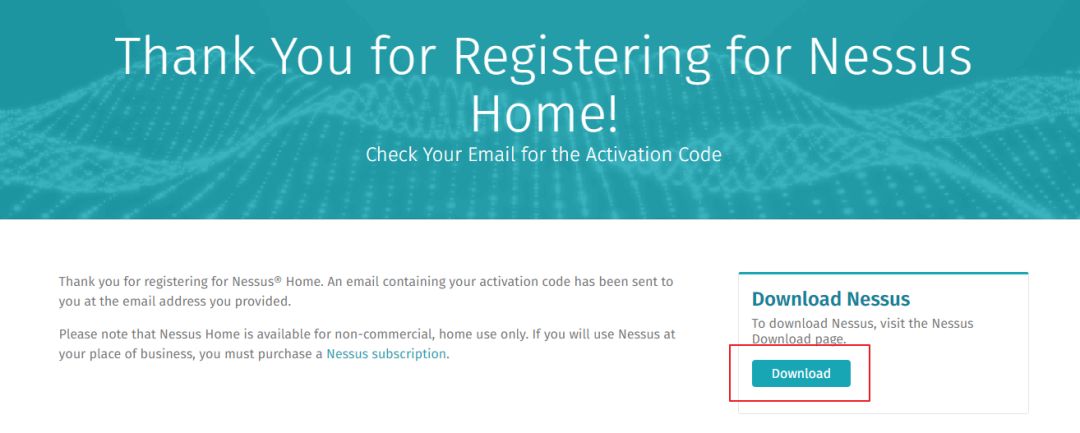 Thank You for Registering for Nessus
Home!
Check Your Email for the Activation Code
Thank you for registering for Nessus® Home. An email containing your activation code has been sent to
you at the email address you provided.
Please note that Nessus Home is available for non-commercial, home use only. If you will use Nessus at
your place of business, you must purchase a Nessus subscription.
Download Nessus
To download Nessus, visit the Nessus
Download page.
Download